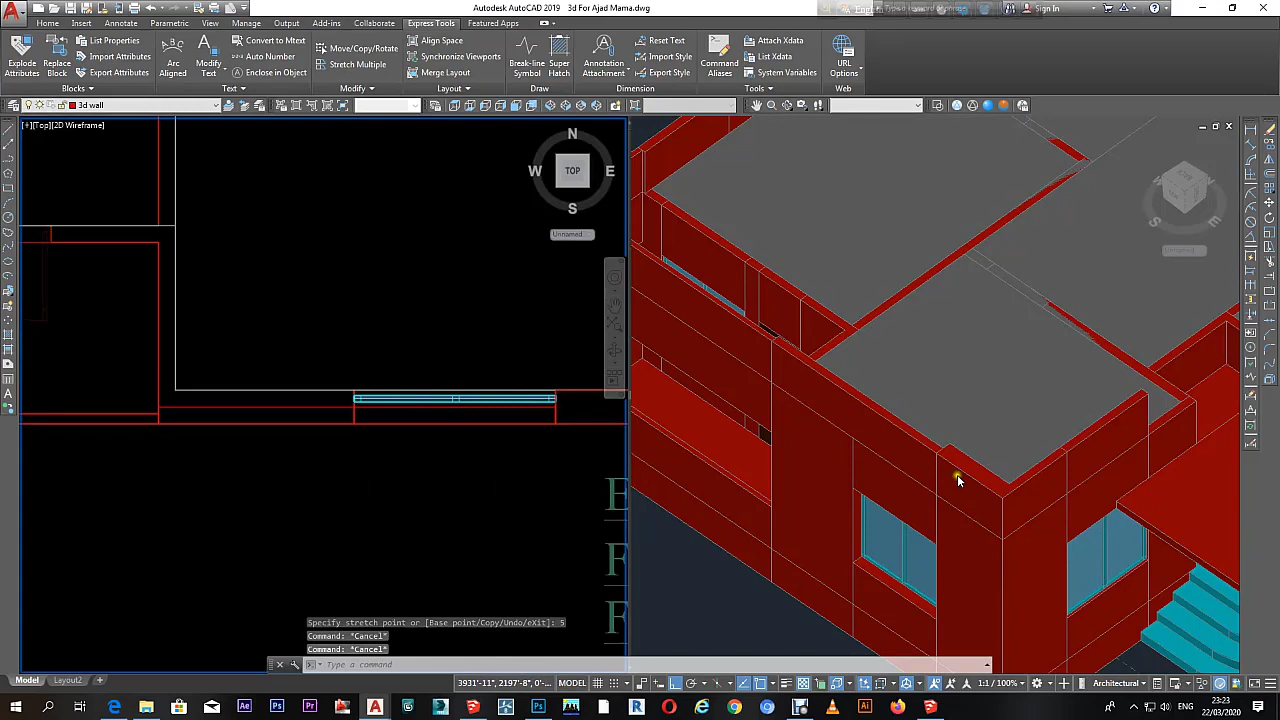 Autodesk AutoCAD 2019 3d For Ajad Mama.dwg
Sign In
Home Insert Annotate Parametric View Manage Output Add-ins Collaborate Express Tools Featured Apps
Explode Attributes
Replace Block
List Properties
Import Attributes
Export Attributes
Blocks
Arc Aligned
Modify Text
Convert to Mtext
Auto Number
Enclose in Object
Text
Move/Copy/Rotate
Stretch Multiple
Modify
Align Space
Synchronize Viewports
Merge Layout
Layout
Break-line Symbol
Super Hatch
Draw
Annotation Attachment
Reset Text
Import Style
Export Style
Dimension
Command Aliases
Attach Xdata
List Xdata
System Variables
Tools
URL Options
Web
3d wall
[+][Top][2D Wireframe]
N
W TOP E
S
Unnamed
S
Unnamed
E
F
F
Specify stretch point or [Base point/Copy/Undo/eXit]: 5
Command: *Cancel*
Command: *Cancel*
Type a command
Model Layout2 +
3931'-11", 2197'-8", 0'-... MODEL
1:1 / 100%
Architectural
ENG
23:23
22/03/2020